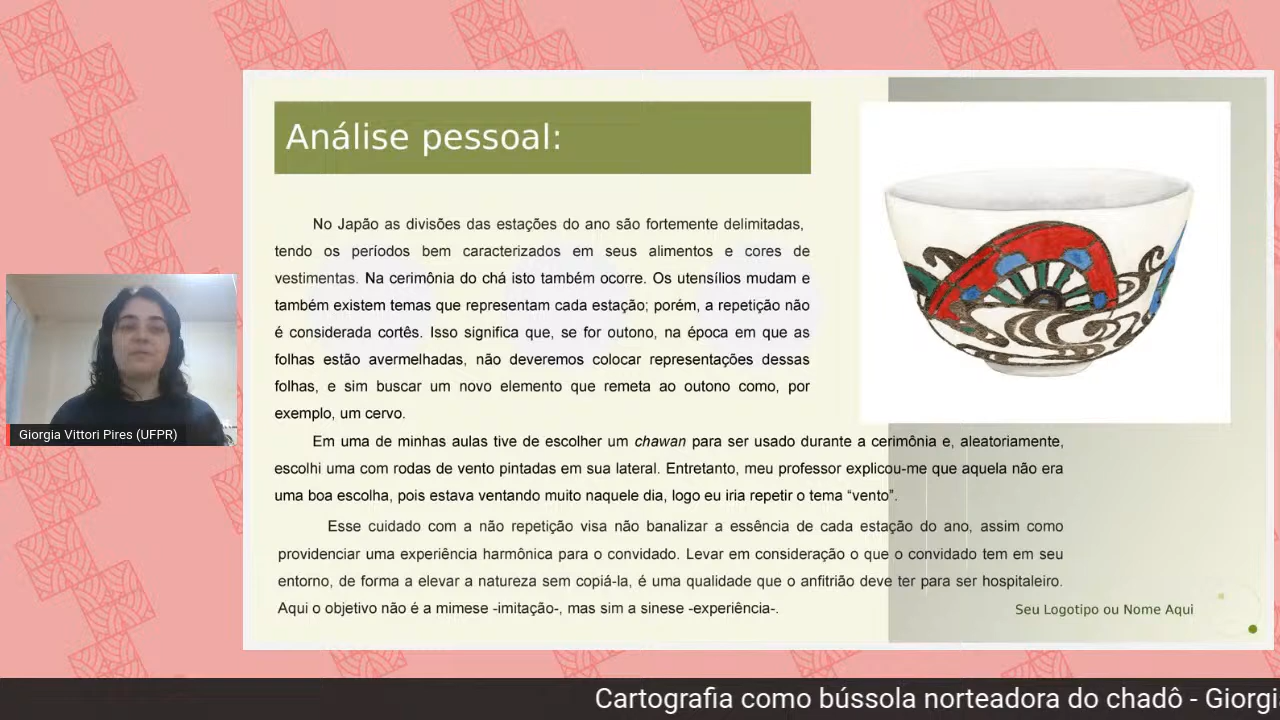 Análise pessoal:
No Japão as divisões das estações do ano são fortemente delimitadas,
tendo os períodos bem caracterizados em seus alimentos e cores de
vestimentas. Na cerimônia do chá isto também ocorre. Os utensílios mudam e
também existem temas que representam cada estação; porém, a repetição não
é considerada cortês. Isso significa que, se for outono, na época em que as
folhas estão avermelhadas, não deveremos colocar representações dessas
folhas, e sim buscar um novo elemento que remeta ao outono como, por
exemplo, um cervo.
Em uma de minhas aulas tive de escolher um chawan para ser usado durante a cerimônia e, aleatoriamente,
escolhi uma com rodas de vento pintadas em sua lateral. Entretanto, meu professor explicou-me que aquela não era
uma boa escolha, pois estava ventando muito naquele dia, logo eu iria repetir o tema “vento”.
Esse cuidado com a não repetição visa não banalizar a essência de cada estação do ano, assim como
providenciar uma experiência harmônica para o convidado. Levar em consideração o que o convidado tem em seu
entorno, de forma a elevar a natureza sem copiá-la, é uma qualidade que o anfitrião deve ter para ser hospitaleiro.
Aqui o objetivo não é a mimese -imitação-, mas sim a sinese -experiência-.
Seu Logotipo ou Nome Aqui
Giorgia Vittori Pires (UFPR)
Cartografia como bússola norteadora do chadô - Giorgi